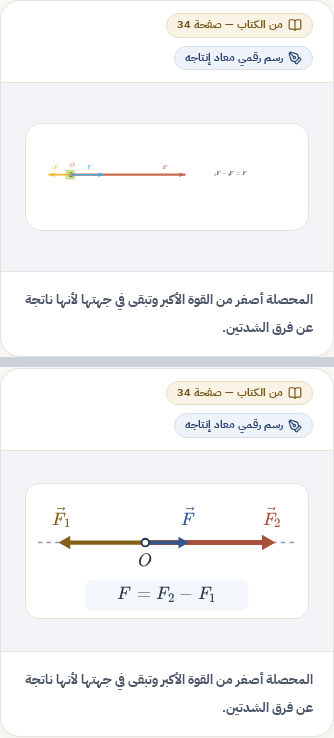 من الكتاب — صفحة 34
رسم رقمي معاد إنتاجه
O
F
المحصلة أصغر من القوة الأكبر وتبقى في جهتها لأنها ناتجة
عن فرق الشدتين.
من الكتاب — صفحة 34
رسم رقمي معاد إنتاجه
F⃗₁ F⃗ F⃗₂
O
F = F₂ − F₁
المحصلة أصغر من القوة الأكبر وتبقى في جهتها لأنها ناتجة
عن فرق الشدتين.